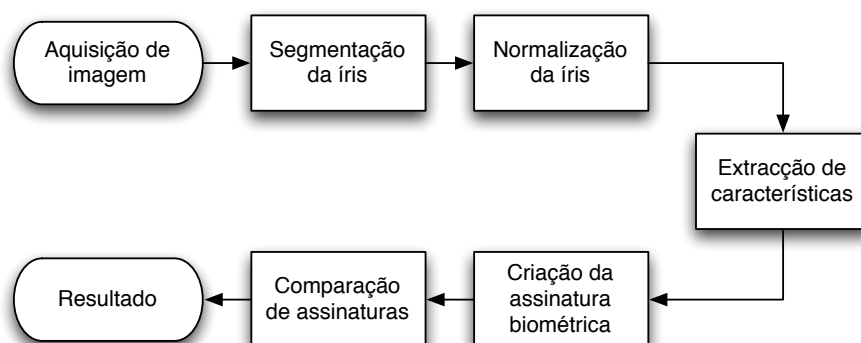 Aquisição de
imagem
Segmentação
da íris
Normalização
da íris
Extracção de
característificas
Criação da
assinatura
biométrica
Comparação
de assinaturas
Resultado